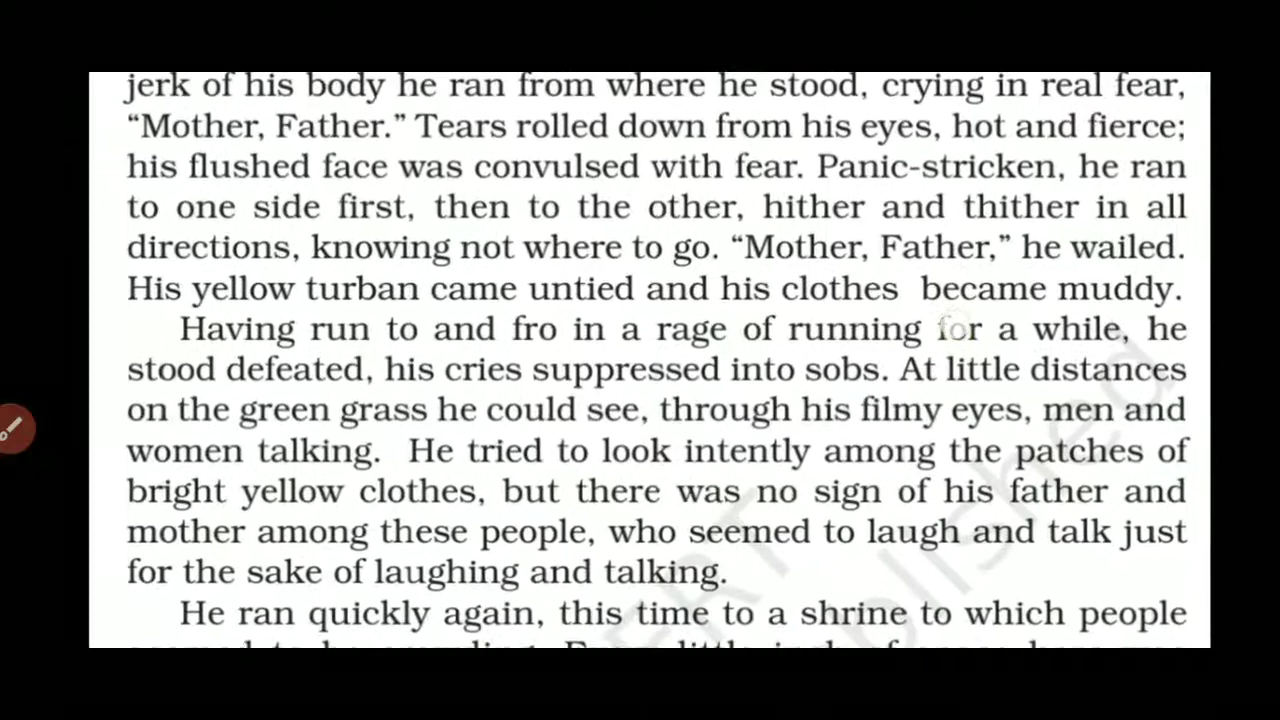 jerk of his body he ran from where he stood, crying in real fear,
“Mother, Father.” Tears rolled down from his eyes, hot and fierce;
his flushed face was convulsed with fear. Panic-stricken, he ran
to one side first, then to the other, hither and thither in all
directions, knowing not where to go. “Mother, Father,” he wailed.
His yellow turban came untied and his clothes became muddy.
Having run to and fro in a rage of running for a while, he
stood defeated, his cries suppressed into sobs. At little distances
on the green grass he could see, through his filmy eyes, men and
women talking. He tried to look intently among the patches of
bright yellow clothes, but there was no sign of his father and
mother among these people, who seemed to laugh and talk just
for the sake of laughing and talking.
He ran quickly again, this time to a shrine to which people